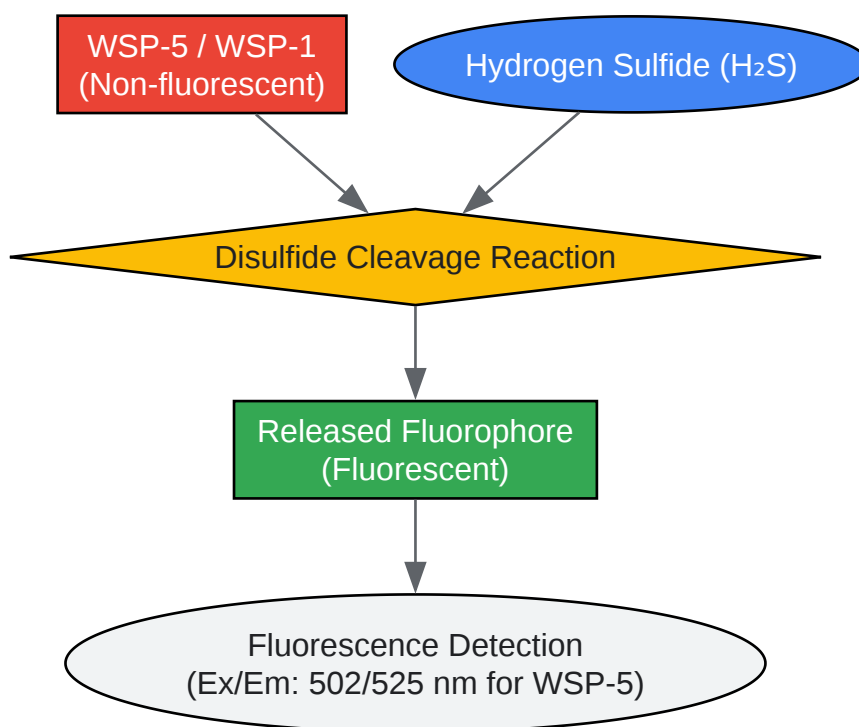 WSP-5 / WSP-1
(Non-fluorescent)
Hydrogen Sulfide (H₂S)
Disulfide Cleavage Reaction
Released Fluorophore
(Fluorescent)
Fluorescence Detection
(Ex/Em: 502/525 nm for WSP-5)